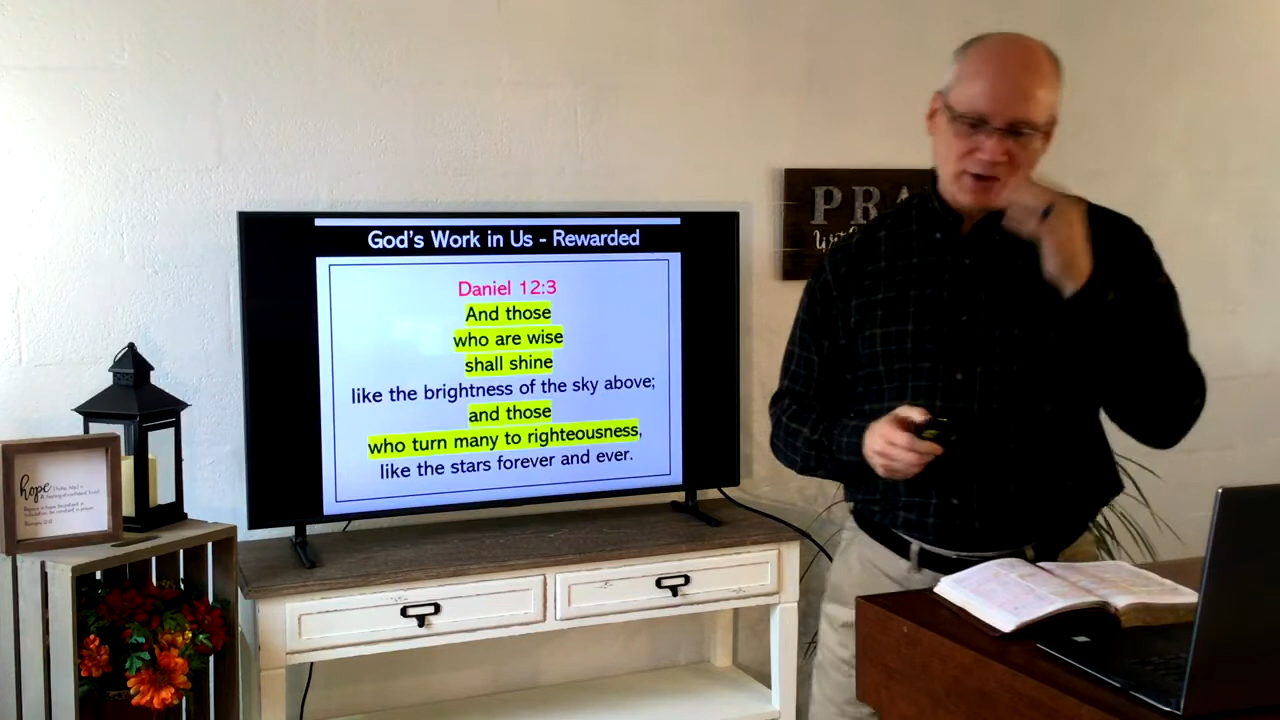 God's Work in Us - Rewarded
Daniel 12:3
And those
who are wise
shall shine
like the brightness of the sky above;
and those
who turn many to righteousness,
like the stars forever and ever.
PRA
hope